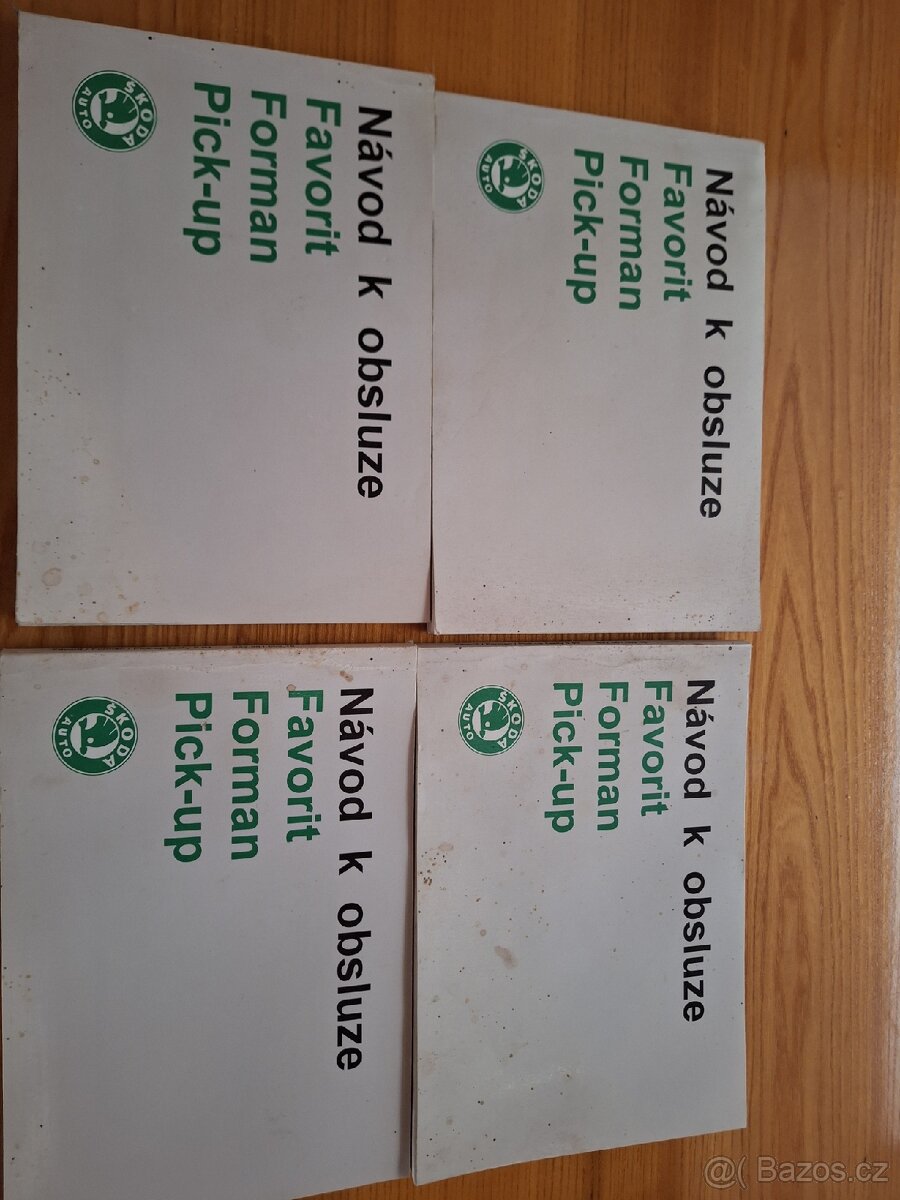 Návod k obsluze
Favorit
Forman
Pick-up
ŠKODA
AUTO
Návod k obsluze
Favorit
Forman
Pick-up
ŠKODA
AUTO
Návod k obsluze
Favorit
Forman
Pick-up
ŠKODA
AUTO
Návod k obsluze
Favorit
Forman
Pick-up
ŠKODA
AUTO
@( Bazos.cz